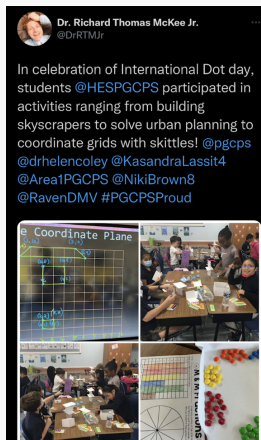 Dr. Richard Thomas McKee Jr.
@DrRTMJr
In celebration of International Dot day,
students @HESPGCPS participated in
activities ranging from building
skyscrapers to solve urban planning to
coordinate grids with skittles! @pgcps
@drhelencoley @KasandraLassit4
@Area1PGCPS @NikiBrown8
@RavenDMV #PGCPSProud
e Coordinate Plane